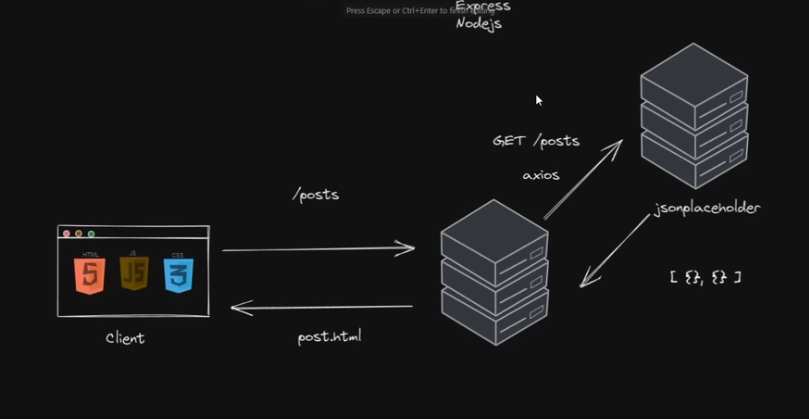 Press Escape or Ctrl+Enter to finish editing
Express
Nodejs
GET /posts
axios
/posts
jsonplaceholder
HTML
JS
CSS
5
JS
3
[ {}, {} ]
Client
post.html